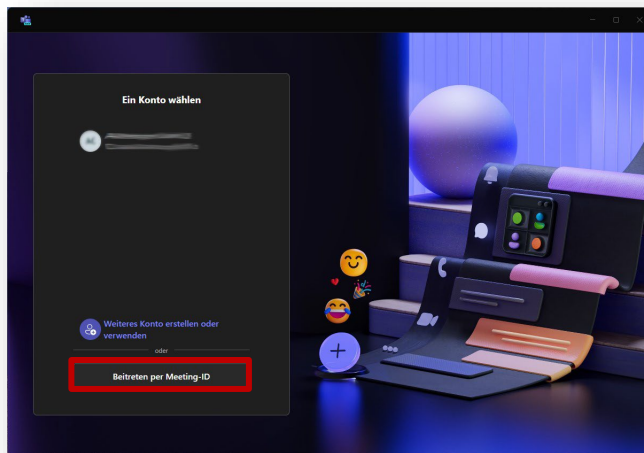 Ein Konto wählen
Weiteres Konto erstellen oder
verwenden
oder
Beitreten per Meeting-ID